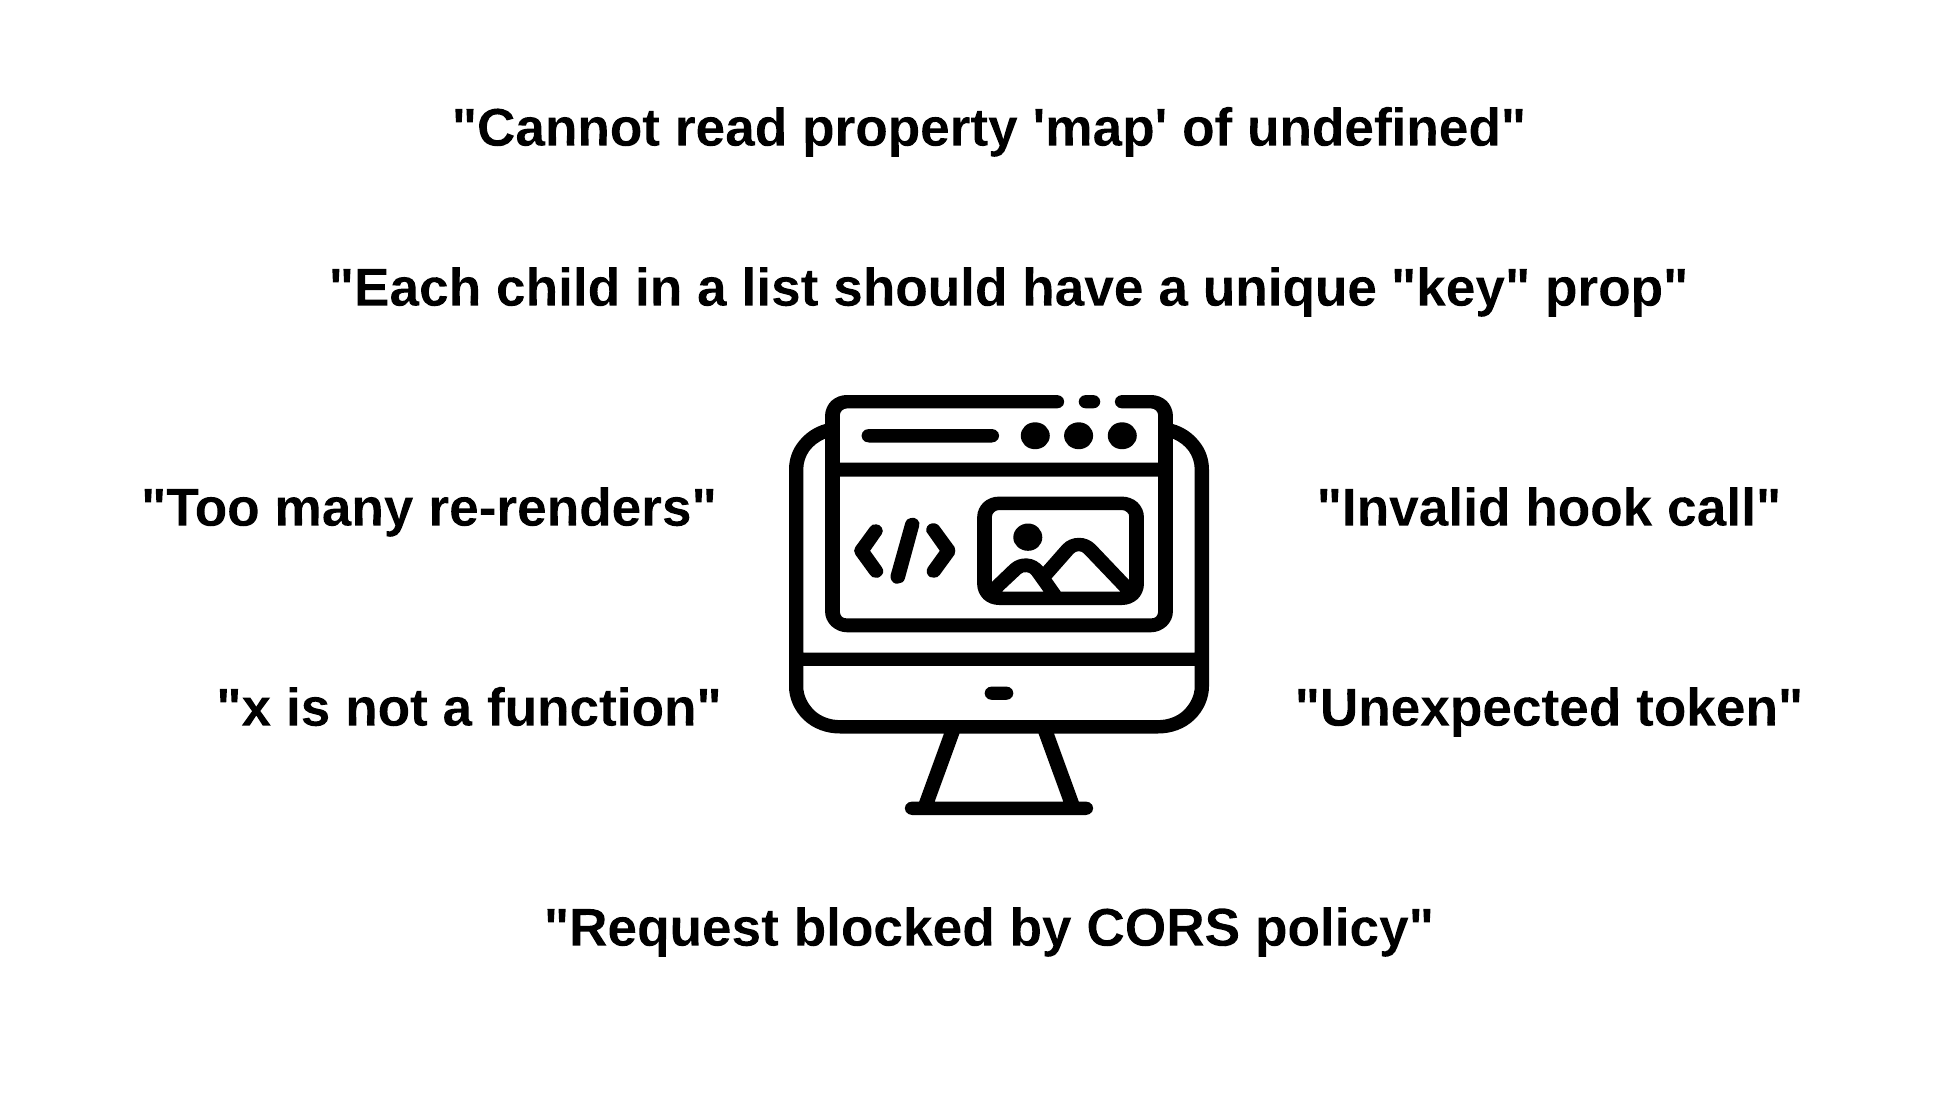 "Cannot read property 'map' of undefined"
"Each child in a list should have a unique "key" prop"
"Too many re-renders"
"Invalid hook call"
"x is not a function"
"Unexpected token"
"Request blocked by CORS policy"